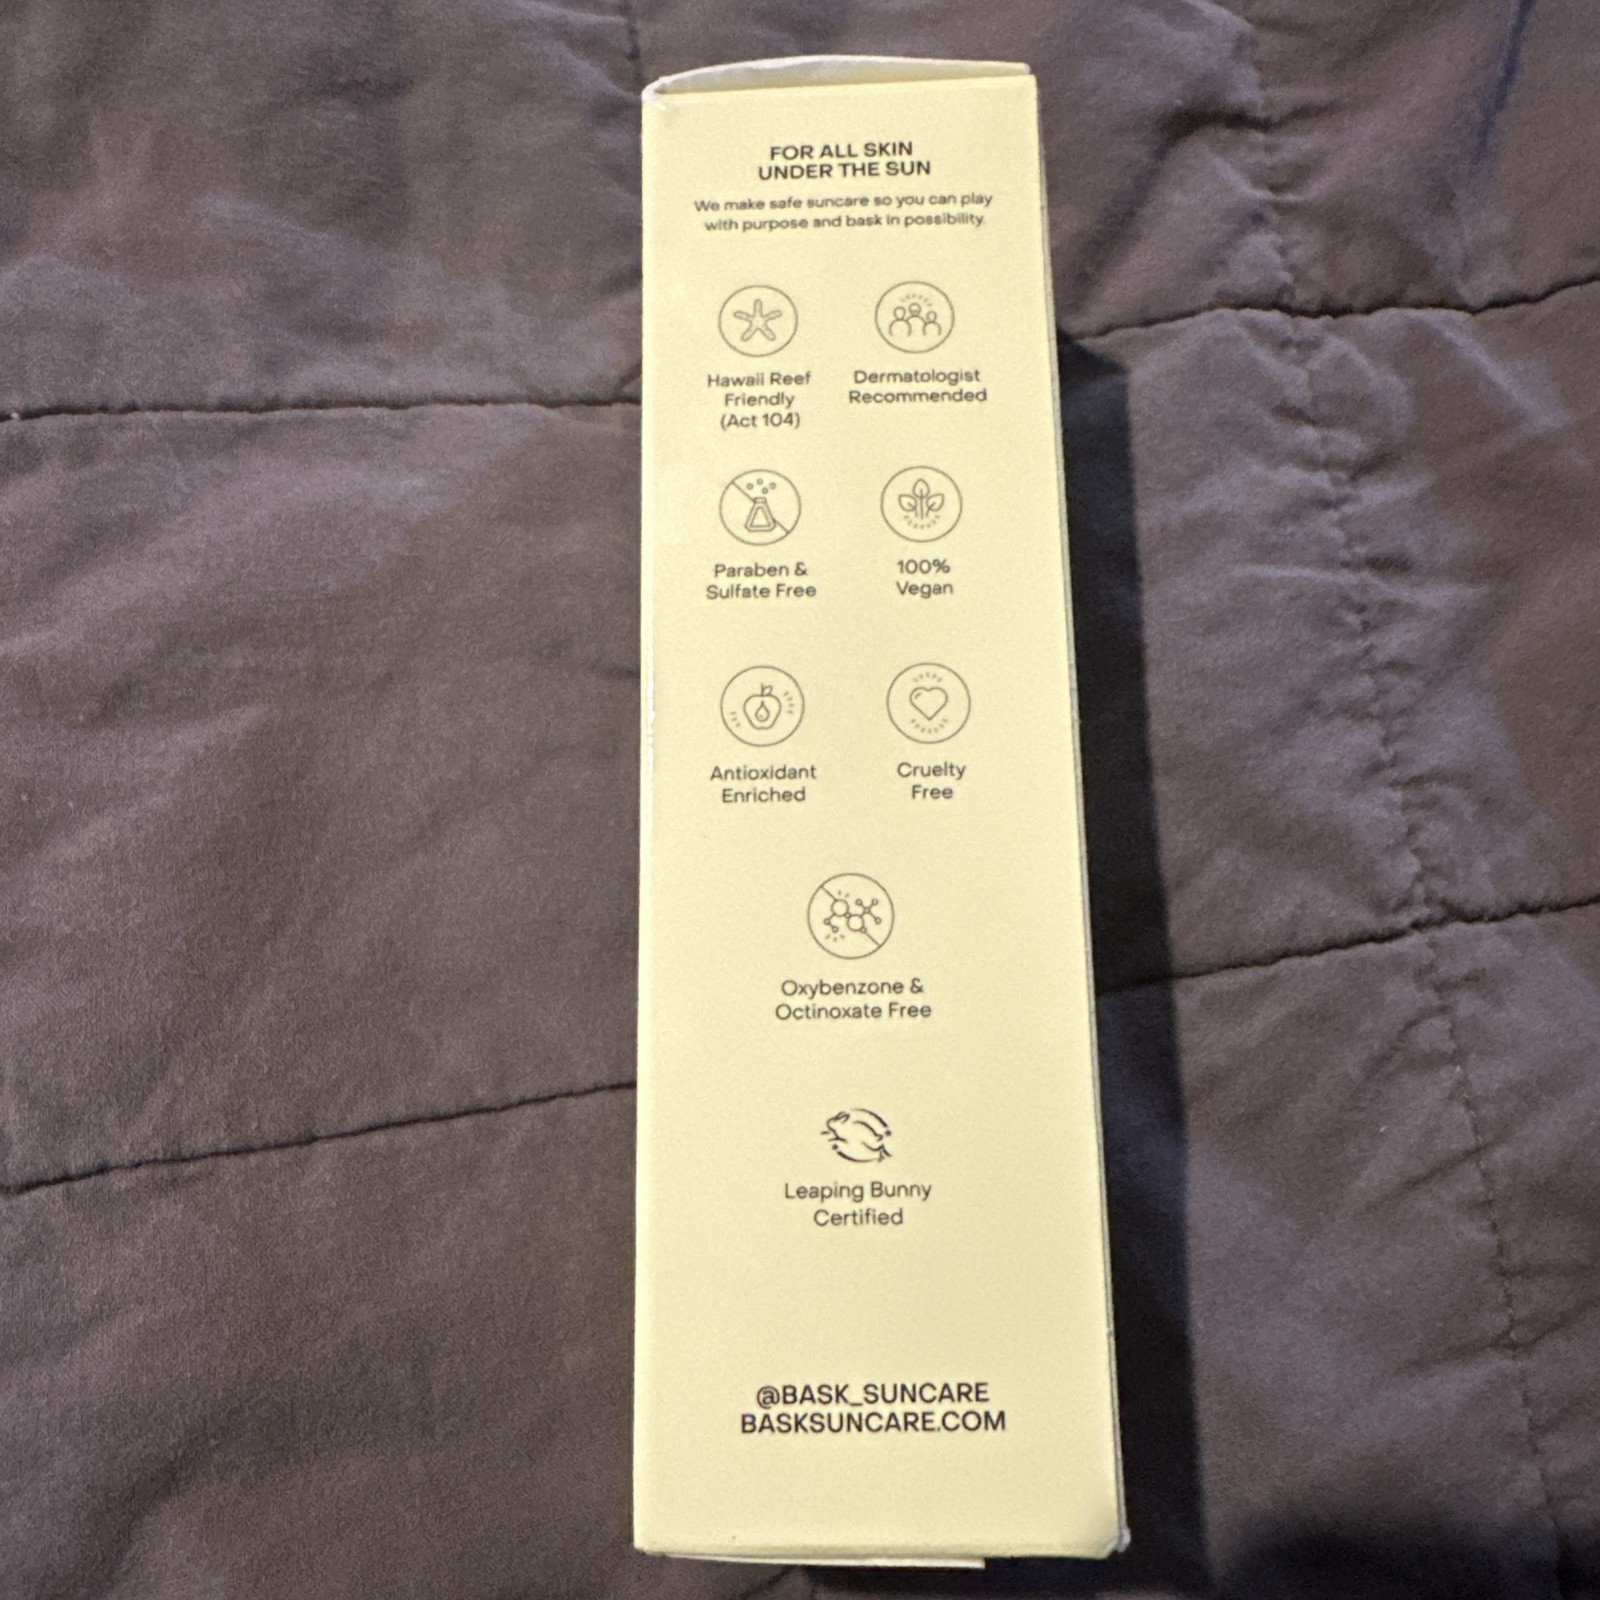 FOR ALL SKIN
UNDER THE SUN
We make safe suncare so you can play
with purpose and bask in possibility.
Hawaii Reef
Friendly
(Act 104)
Dermatologist
Recommended
Paraben &
Sulfate Free
100%
Vegan
Antioxidant
Enriched
Cruelty
Free
Oxybenzone &
Octinoxate Free
Leaping Bunny
Certified
@BASK_SUNCARE
BASKSUNCARE.COM